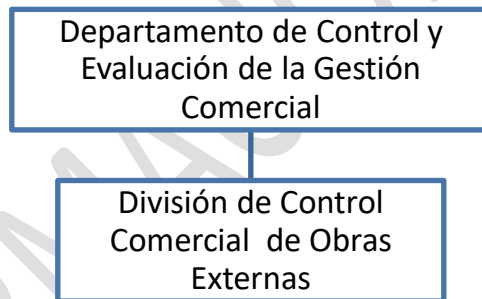 Departamento de Control y
Evaluación de la Gestión
Comercial
División de Control
Comercial de Obras
Externas